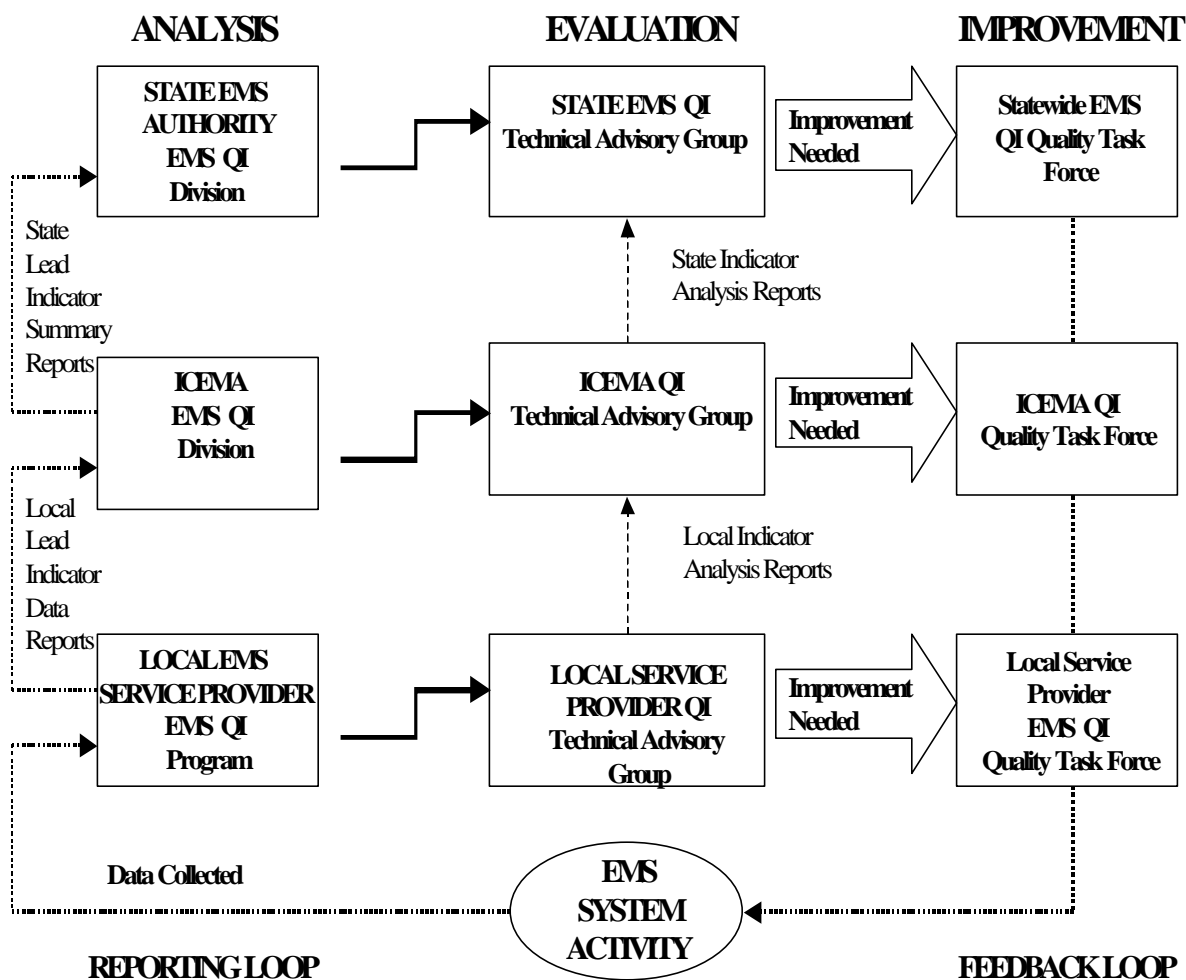 ANALYSIS
EVALUATION
IMPROVEMENT
STATE EMS
AUTHORITY
EMS QI
Division
STATE EMS QI
Technical Advisory Group
Improvement
Needed
Statewide EMS
QI Quality Task
Force
State
Lead
Indicator
Summary
Reports
State Indicator
Analysis Reports
ICEMA
EMS QI
Division
ICEMA QI
Technical Advisory Group
Improvement
Needed
ICEMA QI
Quality Task Force
Local
Lead
Indicator
Data
Reports
Local Indicator
Analysis Reports
LOCAL EMS
SERVICE PROVIDER
EMS QI
Program
LOCAL SERVICE
PROVIDER QI
Technical Advisory
Group
Improvement
Needed
Local Service
Provider
EMS QI
Quality Task Force
Data Collected
EMS
SYSTEM
ACTIVITY
REPORTING LOOP
FEEDBACK LOOP